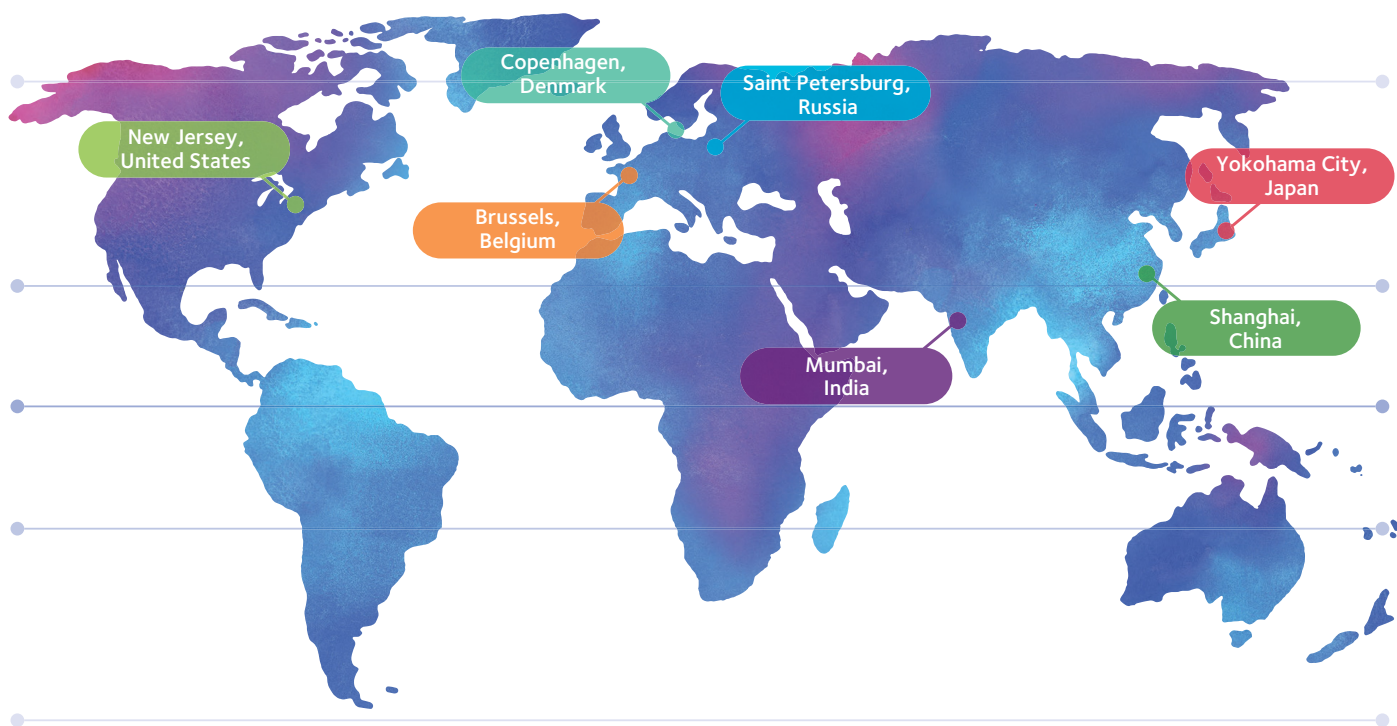 Copenhagen,
Denmark
Saint Petersburg,
Russia
New Jersey,
United States
Yokohama City,
Japan
Brussels,
Belgium
Shanghai,
China
Mumbai,
India